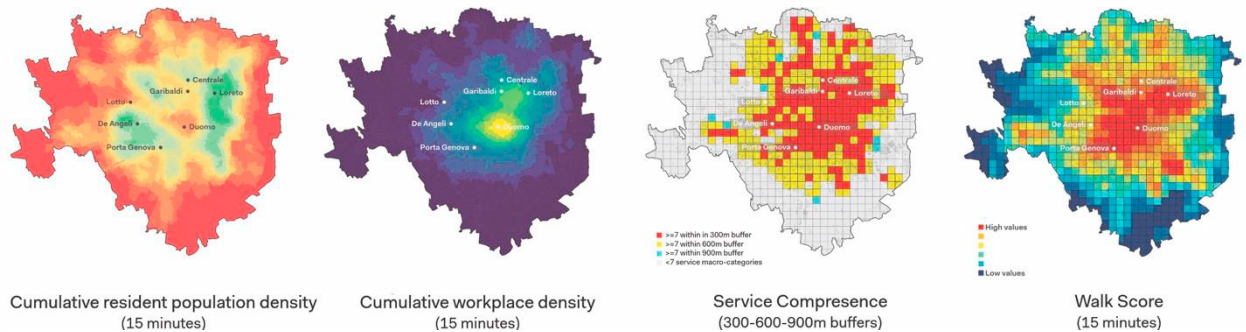 Centrale
Garibaldi
Loreto
Lotto
De Angeli
Duomo
Porta Genova
Centrale
Garibaldi
Loreto
Lotto
De Angeli
Duomo
Porta Genova
Centrale
Garibaldi
Loreto
Lotto
De Angeli
Duomo
Porta Genova
>=7 within in 300m buffer
>=7 within 600m buffer
>=7 within 900m buffer
<7 service macro-categories
Centrale
Garibaldi
Loreto
Lotto
De Angeli
Duomo
Porta Genova
High values
Low values
Cumulative resident population density
(15 minutes)
Cumulative workplace density
(15 minutes)
Service Compresence
(300-600-900m buffers)
Walk Score
(15 minutes)